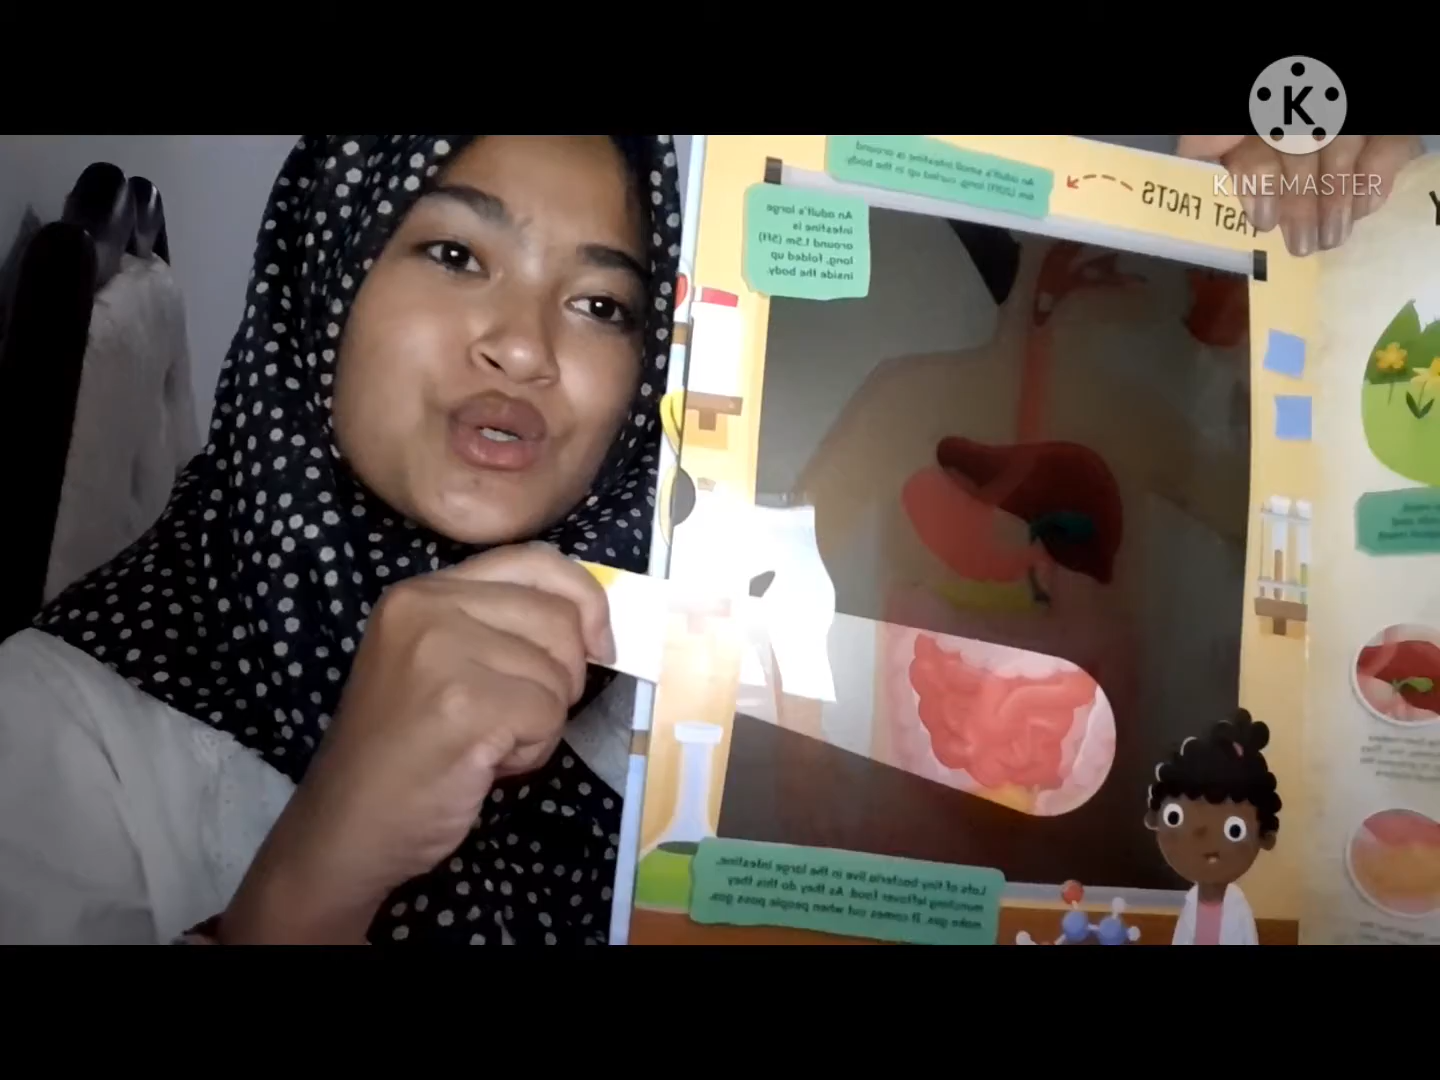 K
KINEMASTER
FAST FACTS
An adult's small intestine is around
6m (20ft) long, curled up in the body.
An adult's large
intestine is
around 1.5m (5ft)
long, folded up
inside the body.
Lots of tiny bacteria live in the large intestine,
munching leftover food. As they do this they
make gas. It comes out when people pass gas.
Y